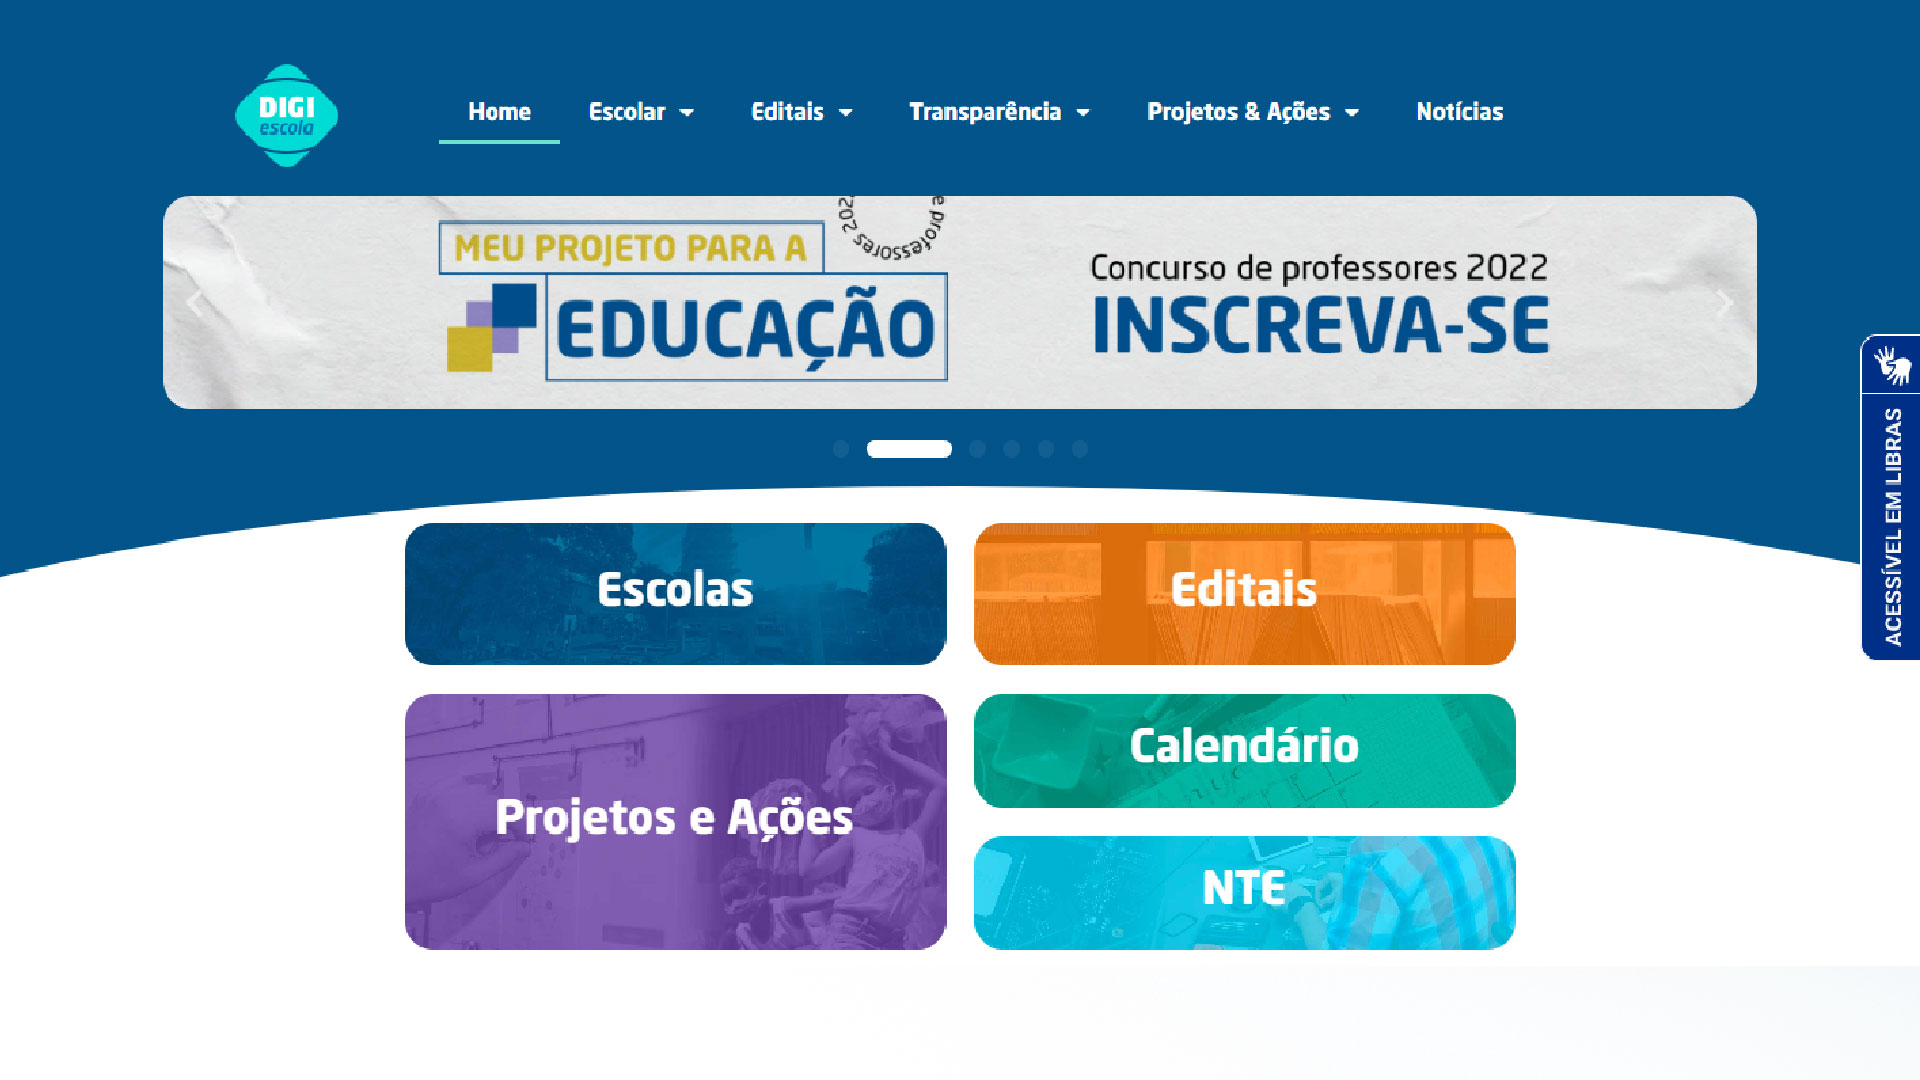 DIGI
escola
Home
Escolar
Editais
Transparência
Projetos & Ações
Notícias
MEU PROJETO PARA A
EDUCAÇÃO
e professores 202
Concurso de professores 2022
INSCREVA-SE
ACESSÍVEL EM LIBRAS
Escolas
Editais
Projetos e Ações
Calendário
NTE